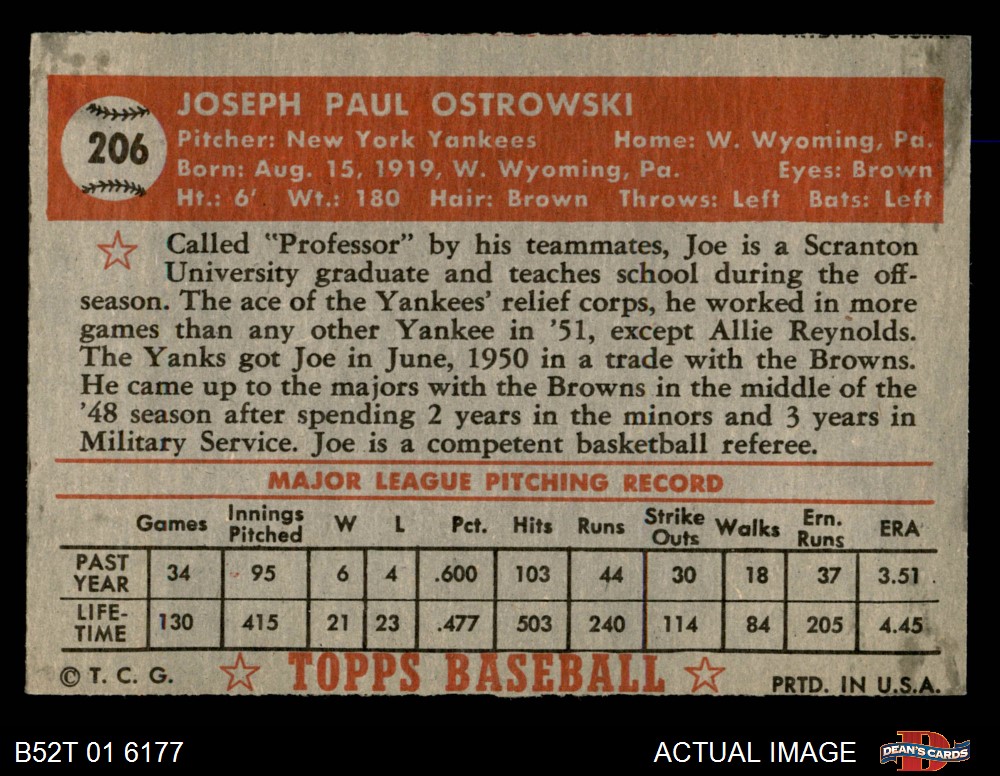 PRTD. IN U.S.A.
206
JOSEPH PAUL OSTROWSKI
Pitcher: New York Yankees Home: W. Wyoming, Pa.
Born: Aug. 15, 1919, W. Wyoming, Pa. Eyes: Brown
Ht.: 6' Wt.: 180 Hair: Brown Throws: Left Bats: Left
Called "Professor" by his teammates, Joe is a Scranton
University graduate and teaches school during the off-
season. The ace of the Yankees' relief corps, he worked in more
games than any other Yankee in '51, except Allie Reynolds.
The Yanks got Joe in June, 1950 in a trade with the Browns.
He came up to the majors with the Browns in the middle of the
'48 season after spending 2 years in the minors and 3 years in
Military Service. Joe is a competent basketball referee.
MAJOR LEAGUE PITCHING RECORD
Games Innings Pitched W L Pct. Hits Runs Strike Outs Walks Ern. Runs ERA
PAST YEAR 34 95 6 4 .600 103 44 30 18 37 3.51
LIFE-TIME 130 415 21 23 .477 503 240 114 84 205 4.45
© T. C. G. TOPPS BASEBALL PRTD. IN U.S.A.
B52T 01 6177 ACTUAL IMAGE DEAN'S CARDS